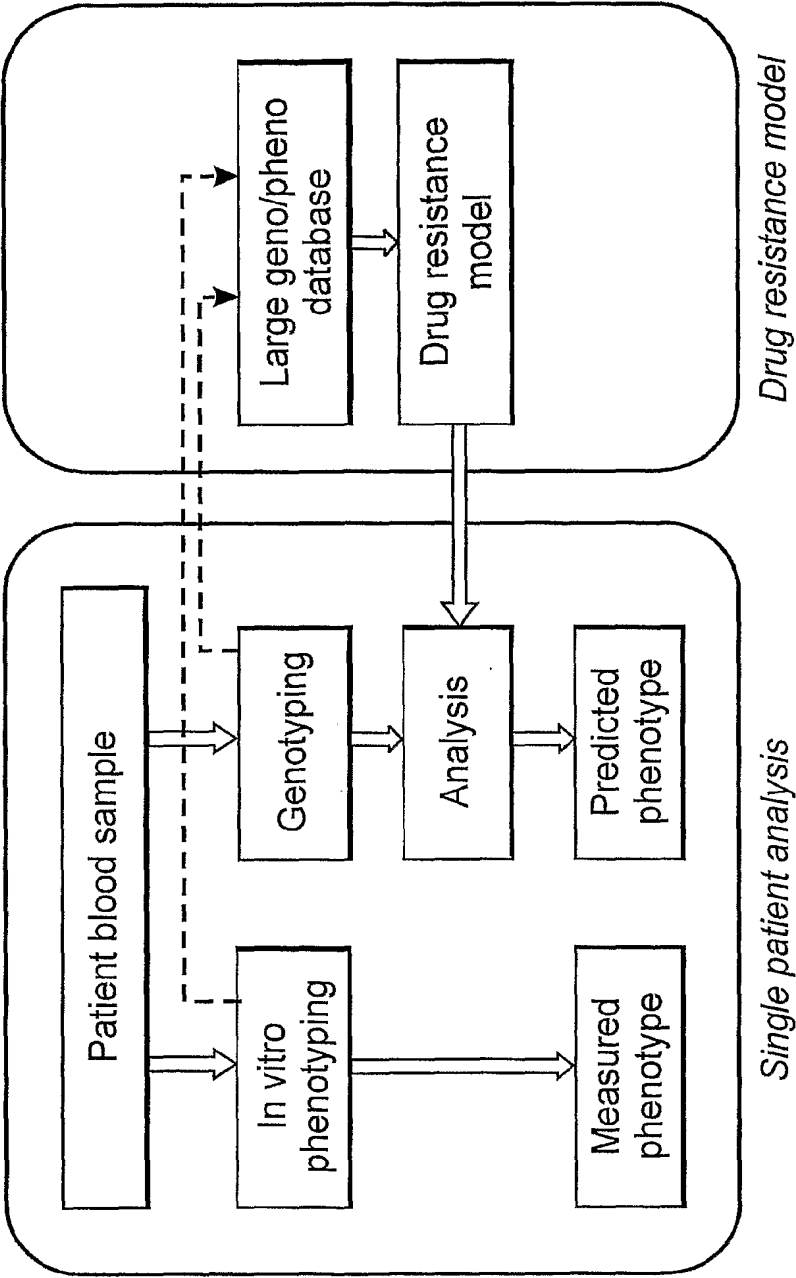 Patient blood sample
In vitro
phenotyping
Genotyping
Analysis
Measured
phenotype
Predicted
phenotype
Single patient analysis
Large geno/pheno
database
Drug resistance
model
Drug resistance model